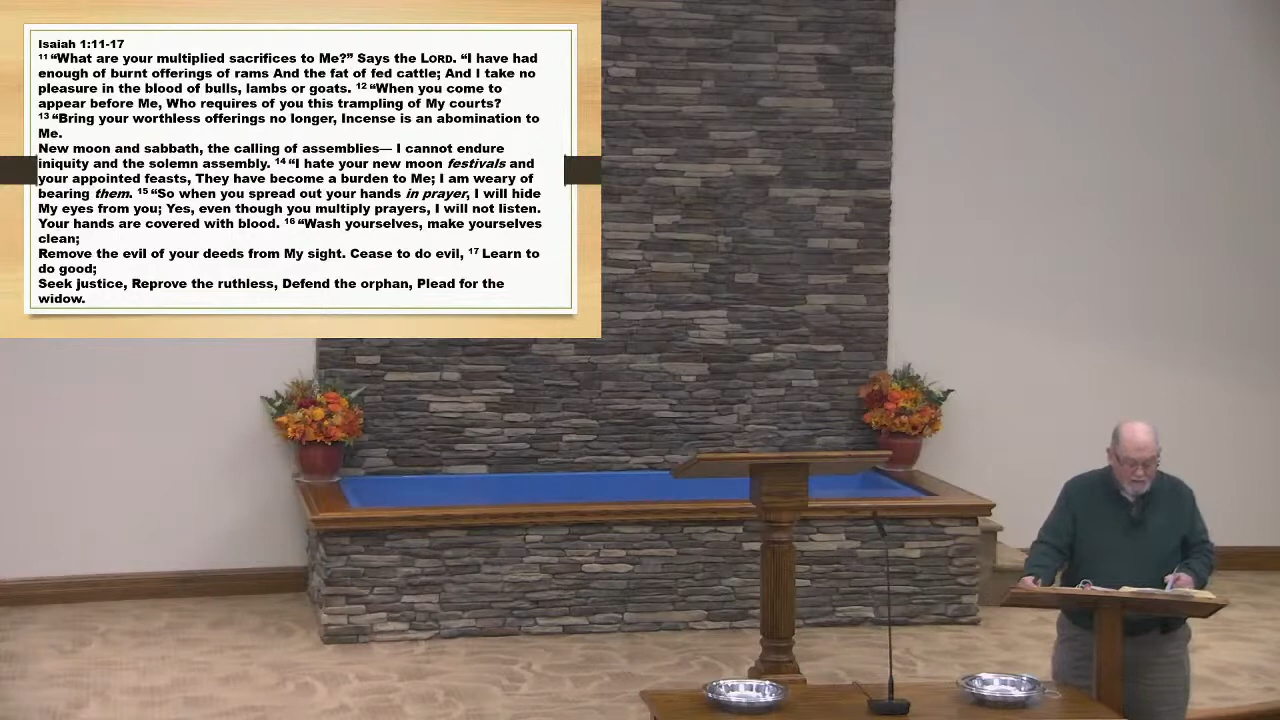 Isaiah 1:11-17
11 “What are your multiplied sacrifices to Me?” Says the LORD. “I have had
enough of burnt offerings of rams And the fat of fed cattle; And I take no
pleasure in the blood of bulls, lambs or goats. 12 “When you come to
appear before Me, Who requires of you this trampling of My courts?
13 “Bring your worthless offerings no longer, Incense is an abomination to
Me.
New moon and sabbath, the calling of assemblies— I cannot endure
iniquity and the solemn assembly. 14 “I hate your new moon festivals and
your appointed feasts, They have become a burden to Me; I am weary of
bearing them. 15 “So when you spread out your hands in prayer, I will hide
My eyes from you; Yes, even though you multiply prayers, I will not listen.
Your hands are covered with blood. 16 “Wash yourselves, make yourselves
clean;
Remove the evil of your deeds from My sight. Cease to do evil, 17 Learn to
do good;
Seek justice, Reprove the ruthless, Defend the orphan, Plead for the
widow.